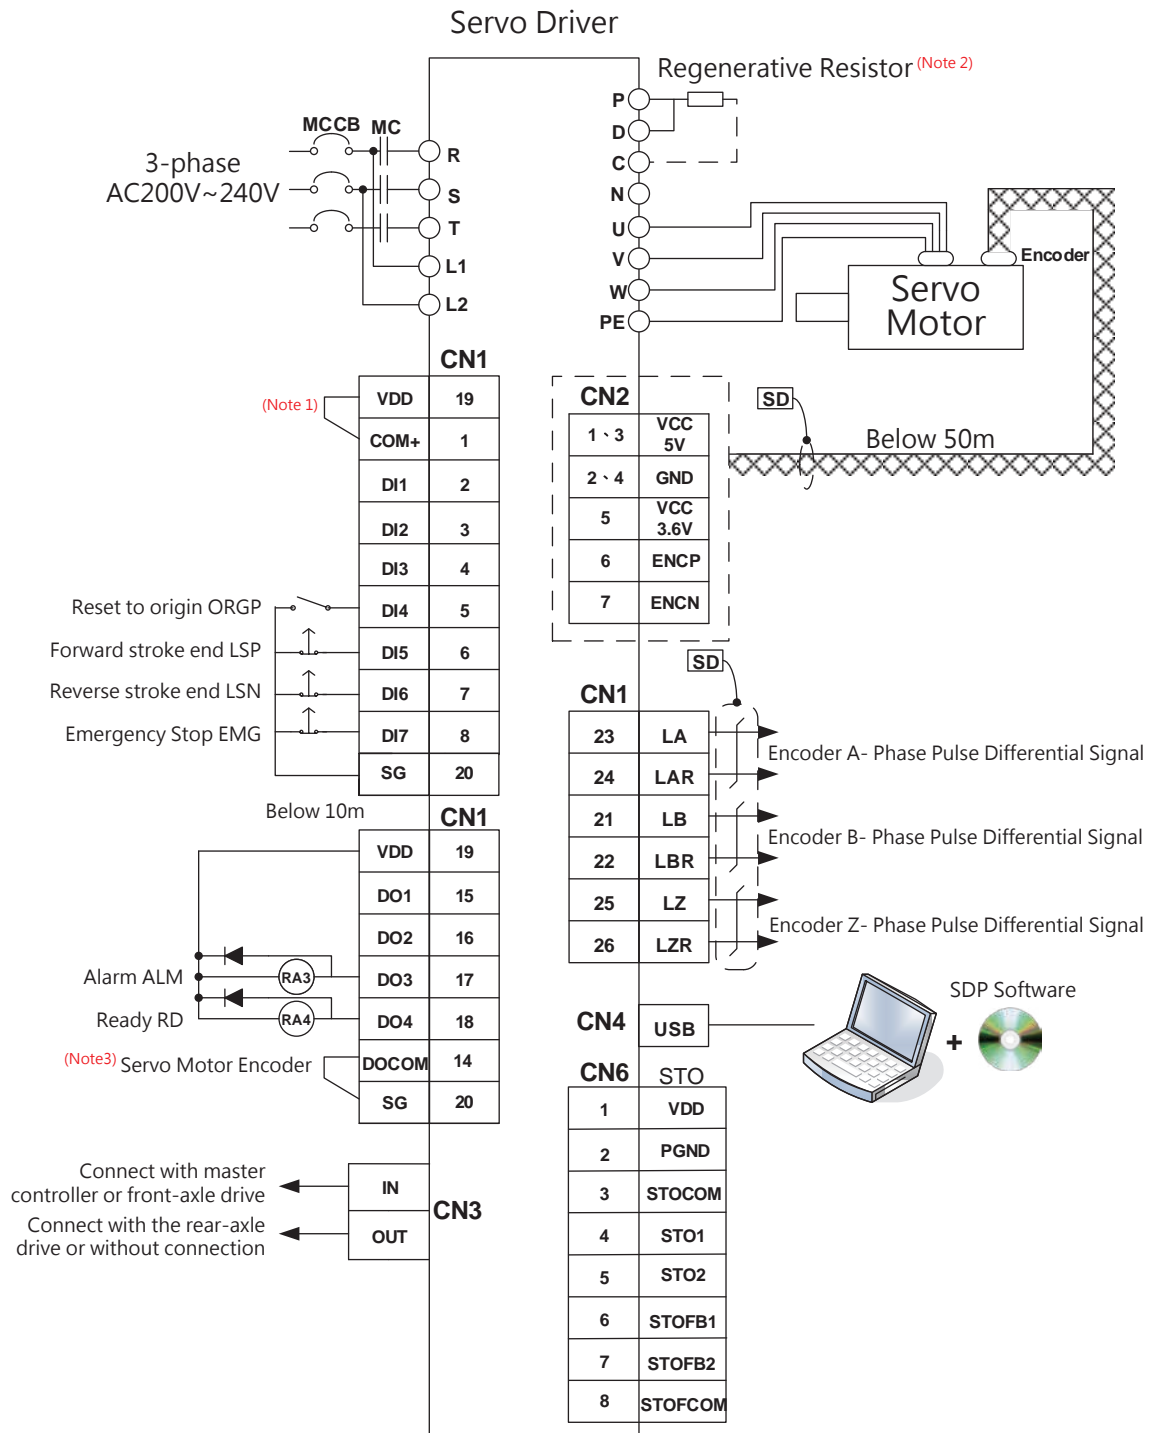 Servo Driver
Regenerative Resistor (Note 2)
MCCB MC
3-phase
AC200V~240V
R
S
T
L1
L2
P
D
C
N
U
V
W
PE
Encoder
Servo
Motor
CN1
(Note 1)
VDD 19
COM+ 1
DI1 2
DI2 3
DI3 4
Reset to origin ORGP DI4 5
Forward stroke end LSP DI5 6
Reverse stroke end LSN DI6 7
Emergency Stop EMG DI7 8
SG 20
Below 10m
CN1
VDD 19
DO1 15
DO2 16
Alarm ALM RA3 DO3 17
Ready RD RA4 DO4 18
(Note3) Servo Motor Encoder DOCOM 14
SG 20
Connect with master
controller or front-axle drive
IN
Connect with the rear-axle
drive or without connection
OUT
CN3
CN2
1、3 VCC 5V
2、4 GND
5 VCC 3.6V
6 ENCP
7 ENCN
SD
Below 50m
SD
CN1
23 LA
24 LAR
Encoder A- Phase Pulse Differential Signal
21 LB
22 LBR
Encoder B- Phase Pulse Differential Signal
25 LZ
26 LZR
Encoder Z- Phase Pulse Differential Signal
CN4 USB
SDP Software
+
CN6 STO
1 VDD
2 PGND
3 STOCOM
4 STO1
5 STO2
6 STOFB1
7 STOFB2
8 STOFCOM